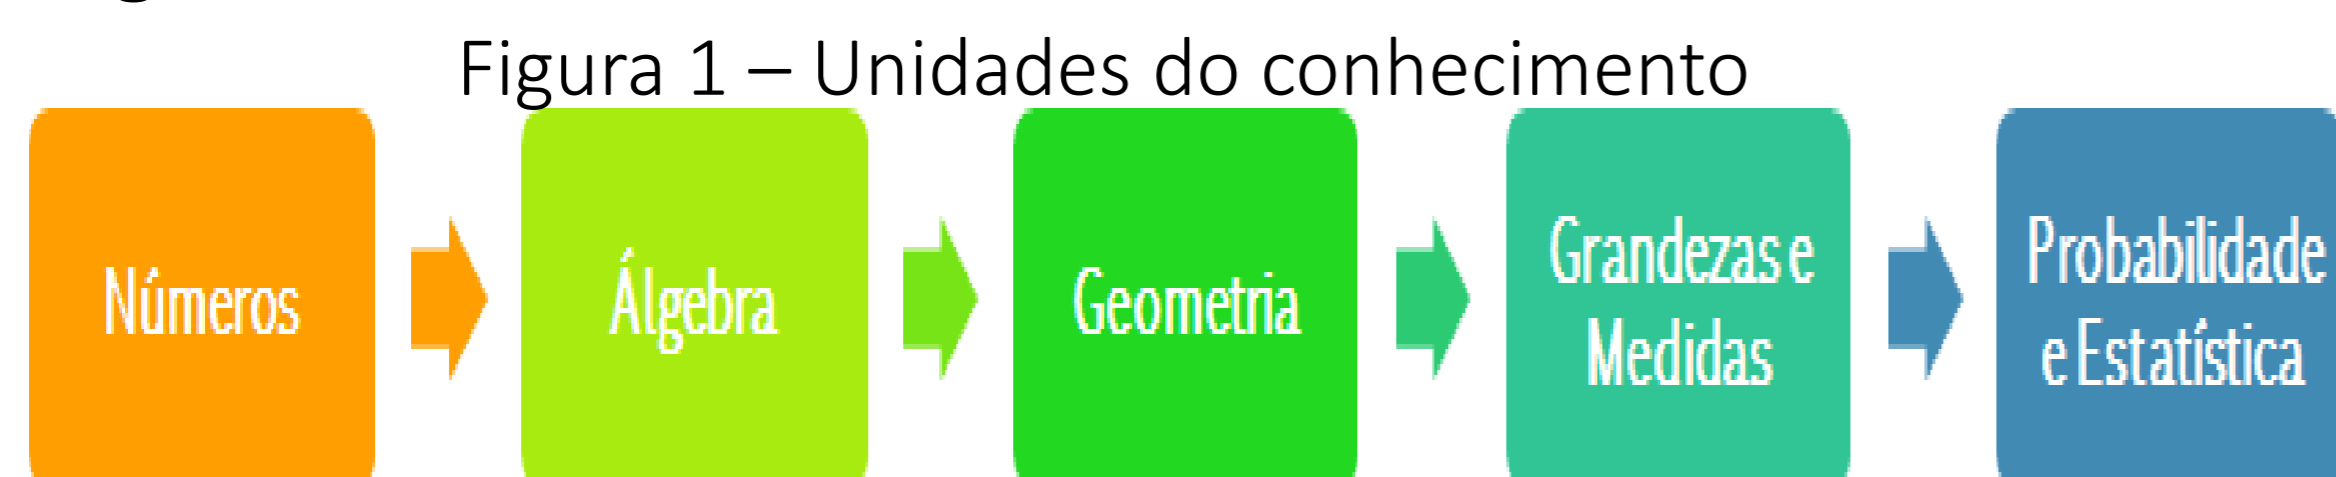 Figura 1 – Unidades do conhecimento
Números
Álgebra
Geometria
Grandezas e
Medidas
Probabilidade
e Estatística